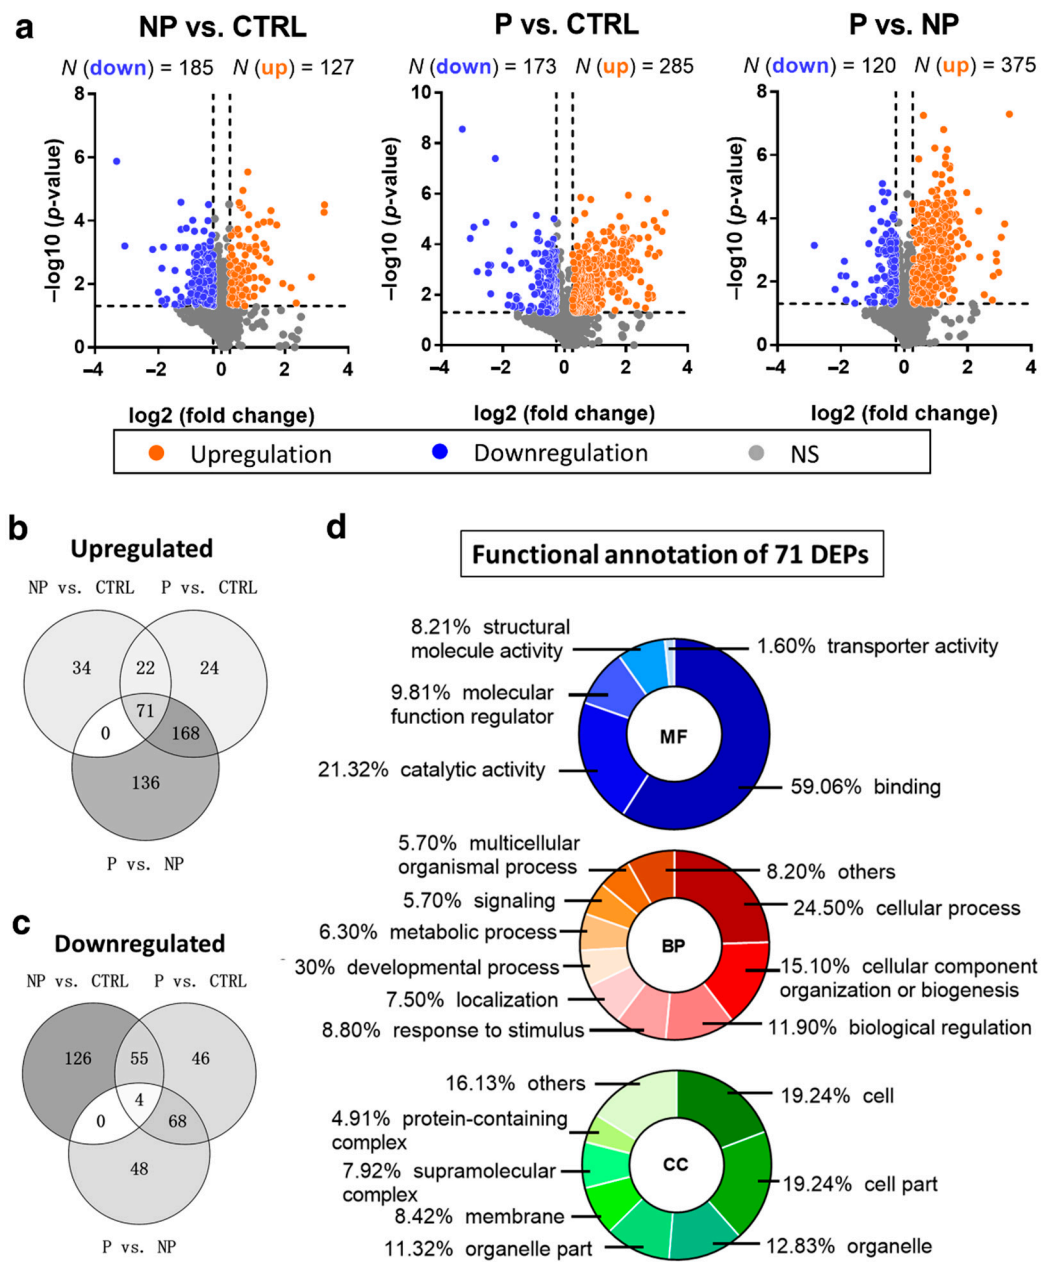 a
NP vs. CTRL
N (down) = 185 N (up) = 127
8
6
4
2
0
−4 −2 0 2 4
−log10 (p-value)
log2 (fold change)
P vs. CTRL
N (down) = 173 N (up) = 285
10
8
6
4
2
0
−4 −2 0 2 4
−log10 (p-value)
log2 (fold change)
P vs. NP
N (down) = 120 N (up) = 375
8
6
4
2
0
−4 −2 0 2 4
−log10 (p-value)
log2 (fold change)
Upregulation Downregulation NS
b
Upregulated
NP vs. CTRL P vs. CTRL
34 22 24
71
0 168
136
P vs. NP
c
Downregulated
NP vs. CTRL P vs. CTRL
126 55 46
4
0 68
48
P vs. NP
d
Functional annotation of 71 DEPs
8.21% structural
molecule activity
1.60% transporter activity
9.81% molecular
function regulator
MF
21.32% catalytic activity
59.06% binding
5.70% multicellular
organismal process
8.20% others
5.70% signaling
24.50% cellular process
6.30% metabolic process
BP
30% developmental process
15.10% cellular component
organization or biogenesis
7.50% localization
8.80% response to stimulus
11.90% biological regulation
16.13% others
19.24% cell
4.91% protein-containing
complex
CC
7.92% supramolecular
complex
19.24% cell part
8.42% membrane
11.32% organelle part
12.83% organelle